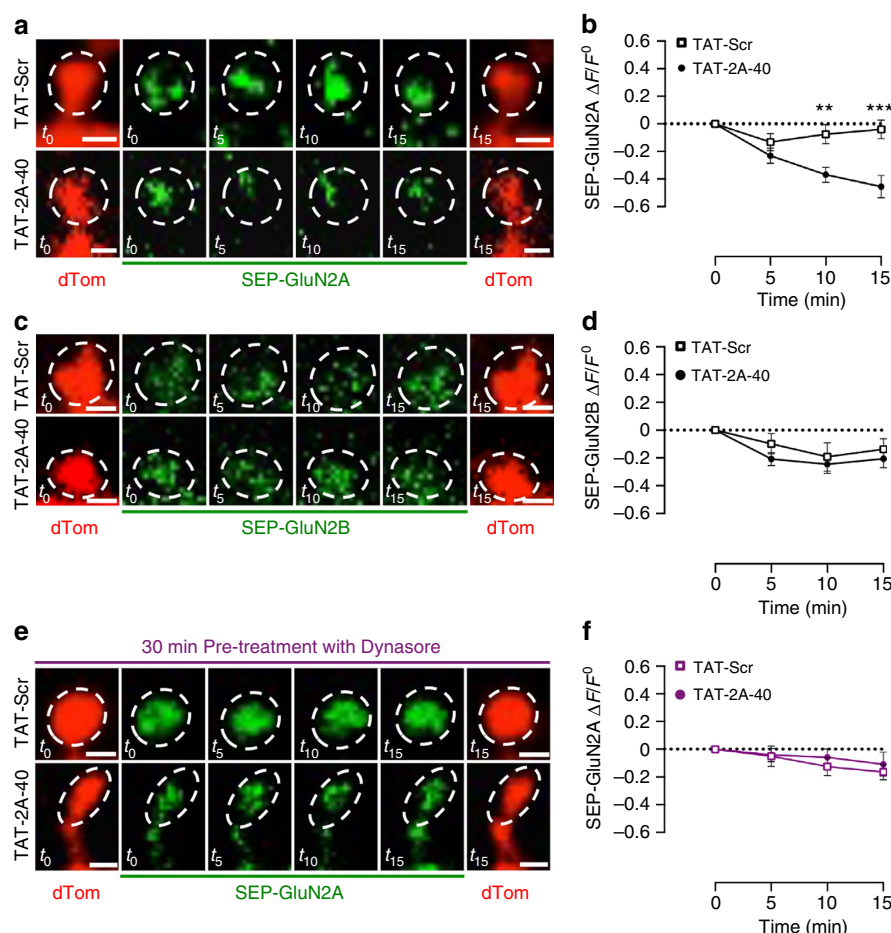 a
TAT-Scr
t0 t0 t5 t10 t15 t15
TAT-2A-40
t0 t0 t5 t10 t15 t15
dTom SEP-GluN2A dTom
b
SEP-GluN2A ΔF/F⁰
TAT-Scr
TAT-2A-40
** ***
0.6
0.4
0.2
0
−0.2
−0.4
−0.6
0 5 10 15
Time (min)
c
TAT-Scr
t0 t0 t5 t10 t15 t15
TAT-2A-40
t0 t0 t5 t10 t15 t15
dTom SEP-GluN2B dTom
d
SEP-GluN2B ΔF/F⁰
TAT-Scr
TAT-2A-40
0.6
0.4
0.2
0
−0.2
−0.4
−0.6
0 5 10 15
Time (min)
e
30 min Pre-treatment with Dynasore
TAT-Scr
t0 t0 t5 t10 t15 t15
TAT-2A-40
t0 t0 t5 t10 t15 t15
dTom SEP-GluN2A dTom
f
SEP-GluN2A ΔF/F⁰
TAT-Scr
TAT-2A-40
0.6
0.4
0.2
0
−0.2
−0.4
−0.6
0 5 10 15
Time (min)